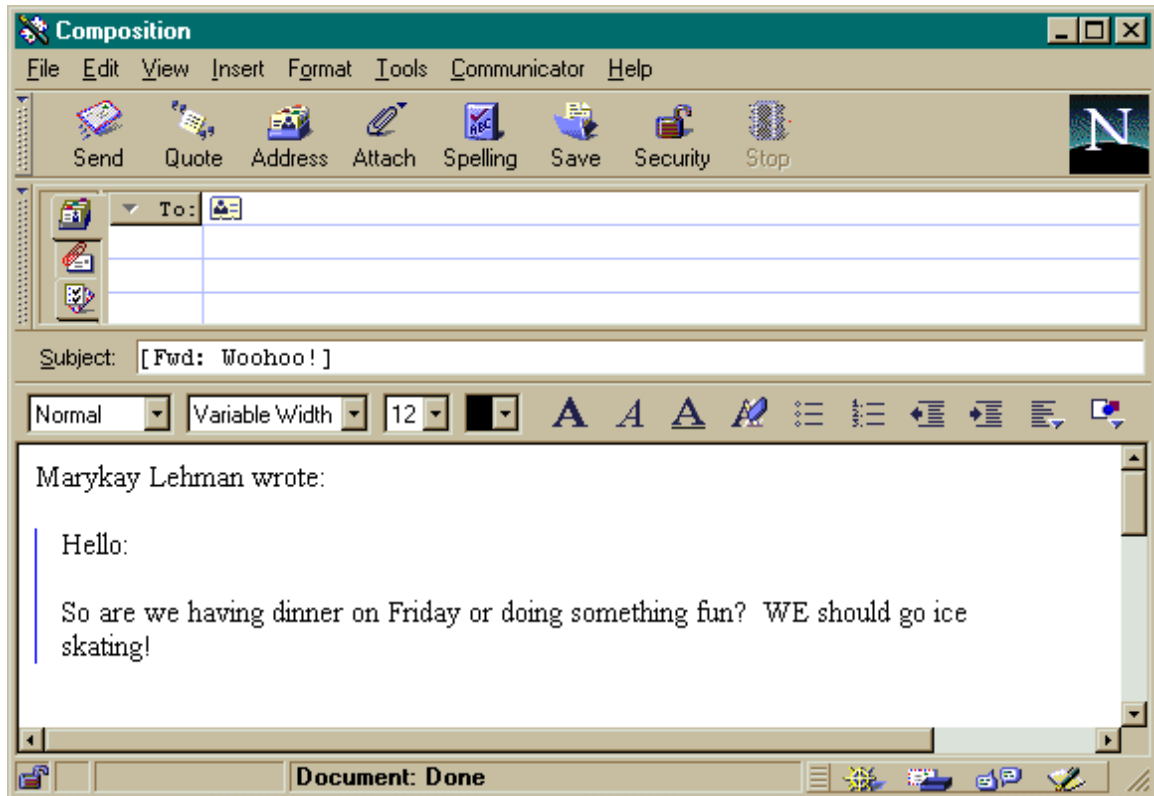 Composition
File Edit View Insert Format Tools Communicator Help
Send Quote Address Attach Spelling Save Security Stop
N
To:
Subject: [Fwd: Woohoo!]
Normal Variable Width 12 A A A
Marykay Lehman wrote:
Hello:
So are we having dinner on Friday or doing something fun?  WE should go ice
skating!
Document: Done